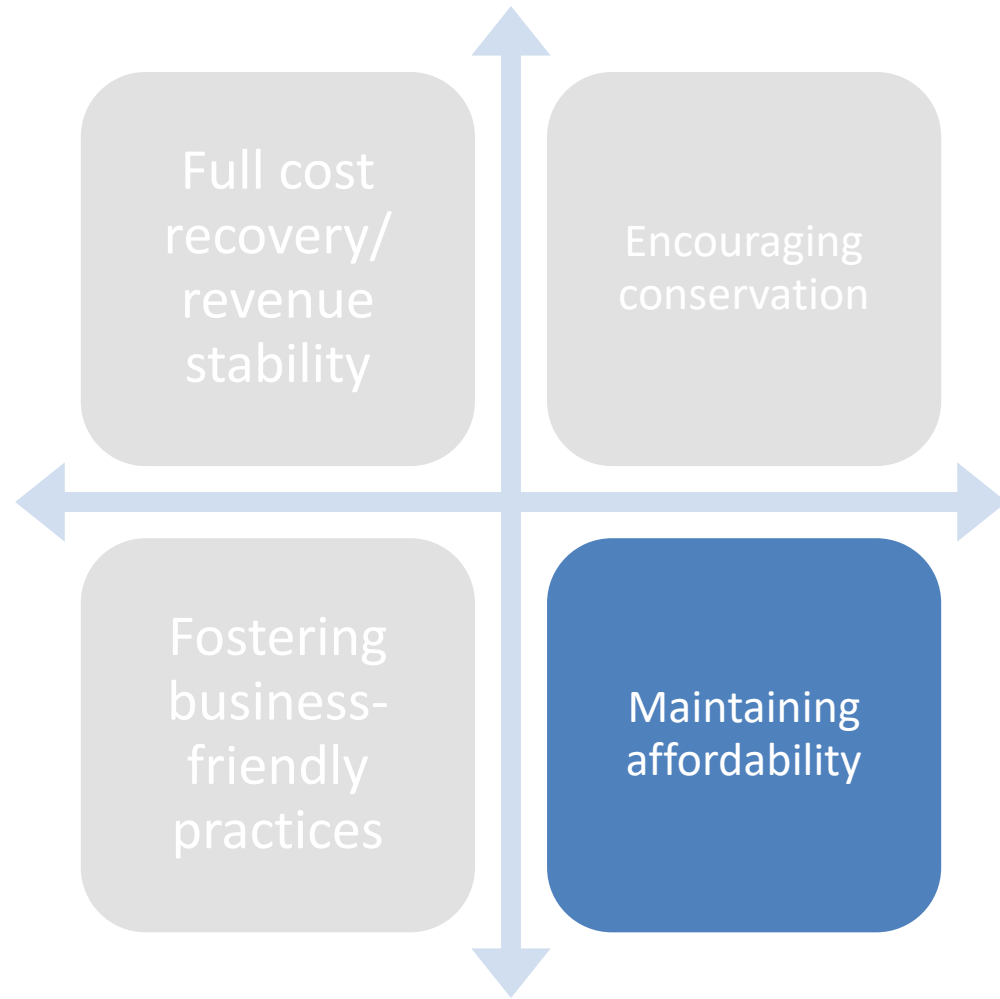 Full cost
recovery/
revenue
stability
Encouraging
conservation
Fostering
business-
friendly
practices
Maintaining
affordability